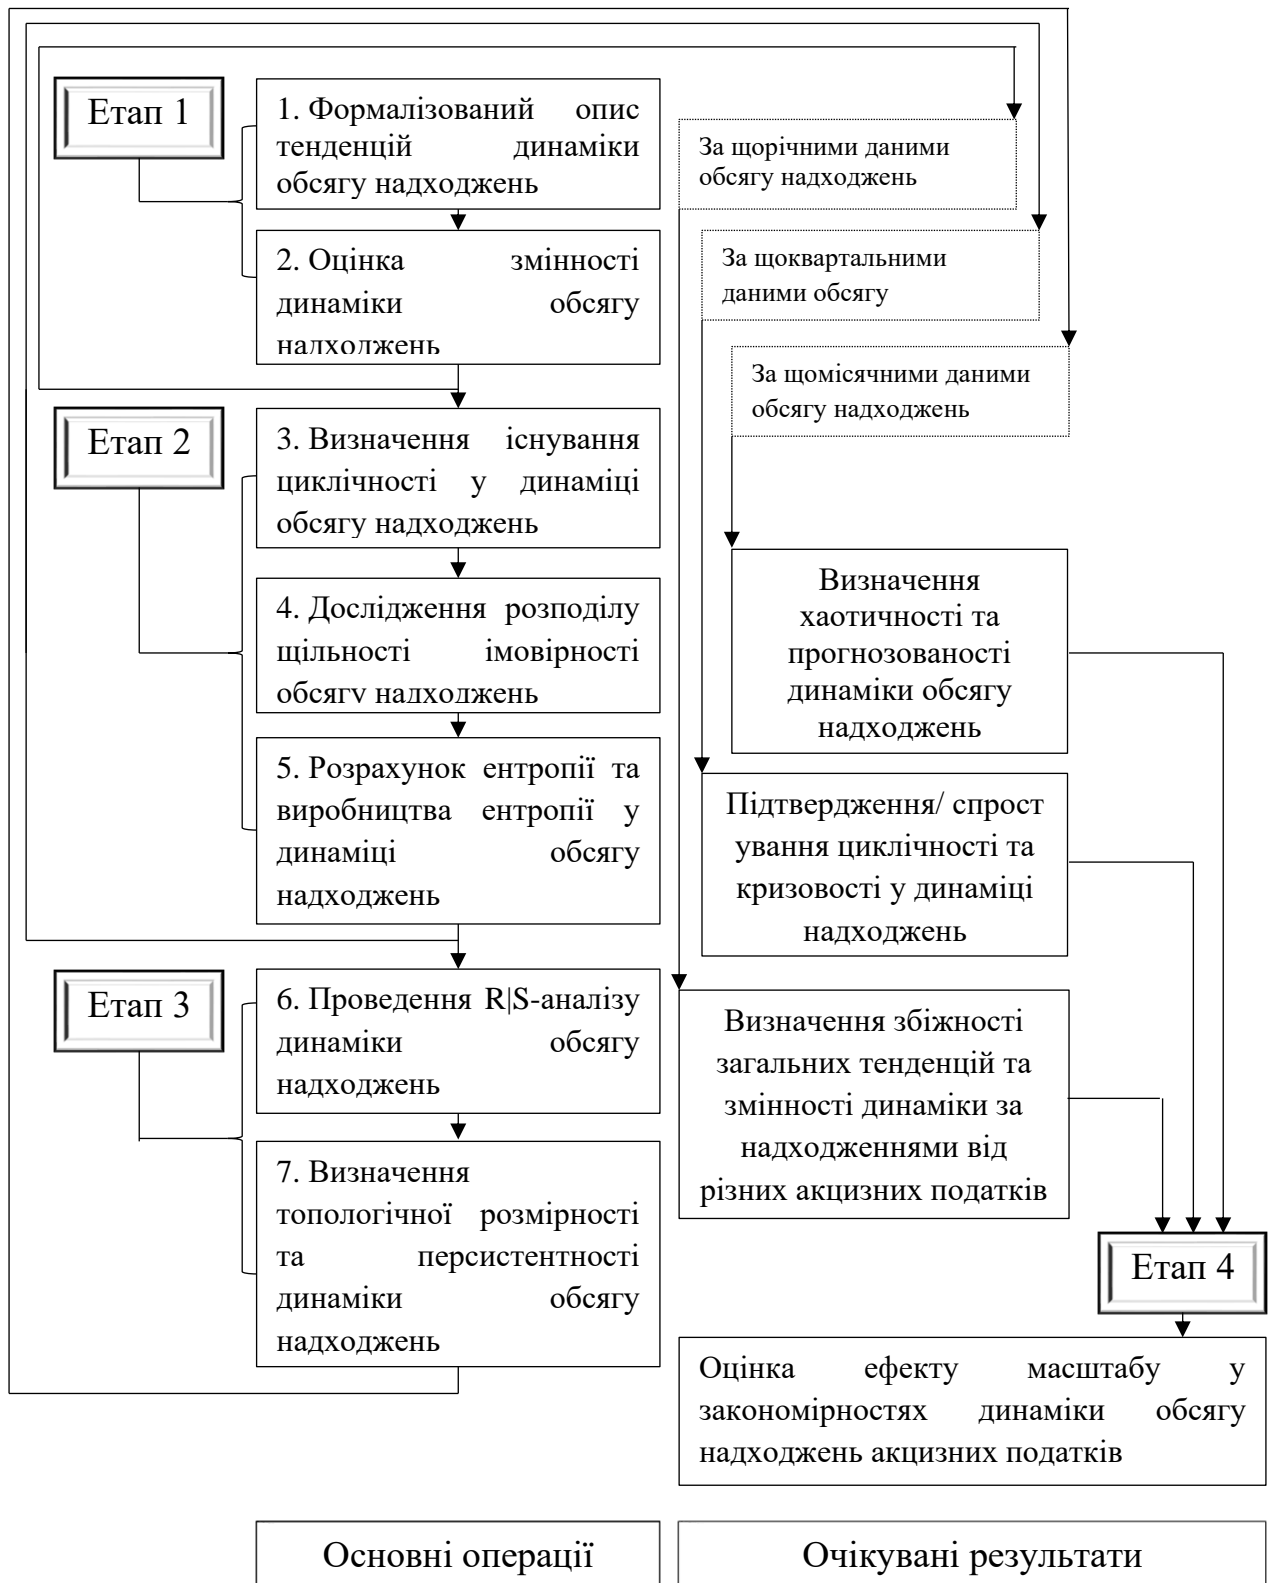 Етап 1
1. Формалізований опис
тенденцій динаміки
обсягу надходжень
2. Оцінка змінності
динаміки обсягу
надходжень
Етап 2
3. Визначення існування
циклічності у динаміці
обсягу надходжень
4. Дослідження розподілу
щільності імовірності
обсягу надходжень
5. Розрахунок ентропії та
виробництва ентропії у
динаміці обсягу
надходжень
Етап 3
6. Проведення R|S-аналізу
динаміки обсягу
надходжень
7. Визначення
топологічної розмірності
та персистентності
динаміки обсягу
надходжень
За щорічними даними
обсягу надходжень
За щоквартальними
даними обсягу
За щомісячними даними
обсягу надходжень
Визначення
хаотичності та
прогнозованості
динаміки обсягу
надходжень
Підтвердження/ спрост
ування циклічності та
кризовості у динаміці
надходжень
Визначення збіжності
загальних тенденцій та
змінності динаміки за
надходженнями від
різних акцизних податків
Етап 4
Оцінка ефекту масштабу у
закономірностях динаміки обсягу
надходжень акцизних податків
Основні операції
Очікувані результати